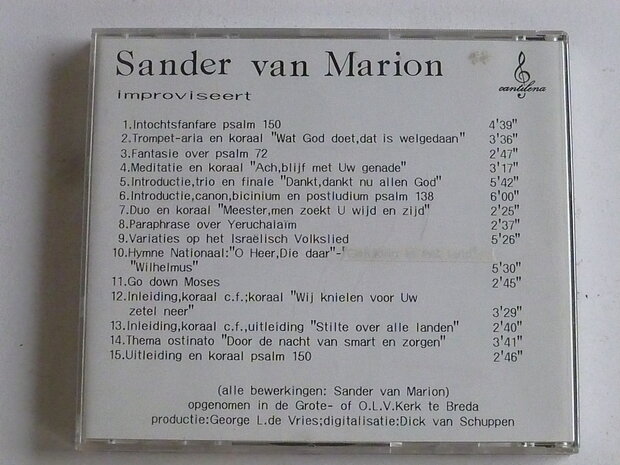 Sander van Marion
cantilena
improviseert
1.Intochtsfanfare psalm 150 4'39"
2.Trompet-aria en koraal "Wat God doet,dat is welgedaan" 3'36"
3.Fantasie over psalm 72 2'47"
4.Meditatie en koraal "Ach,blijf met Uw genade" 3'17"
5.Introductie,trio en finale "Dankt,dankt nu allen God" 5'42"
6.Introductie,canon,bicinium en postludium psalm 138 6'00"
7.Duo en koraal "Meester,men zoekt U wijd en zijd" 2'25"
8.Paraphrase over Yeruchalaïm 2'37"
9.Variaties op het Israëlisch Volkslied 5'26"
10.Hymne Nationaal:"O Heer,Die daar"-
"Wilhelmus" 5'30"
11.Go down Moses 2'45"
12.Inleiding,koraal c.f.;koraal "Wij knielen voor Uw
zetel neer" 3'29"
13.Inleiding,koraal c.f.,uitleiding "Stilte over alle landen" 2'40"
14.Thema ostinato "Door de nacht van smart en zorgen" 3'41"
15.Uitleiding en koraal psalm 150 2'46"
(alle bewerkingen: Sander van Marion)
opgenomen in de Grote- of O.L.V.Kerk te Breda
productie:George L.de Vries;digitalisatie:Dick van Schuppen